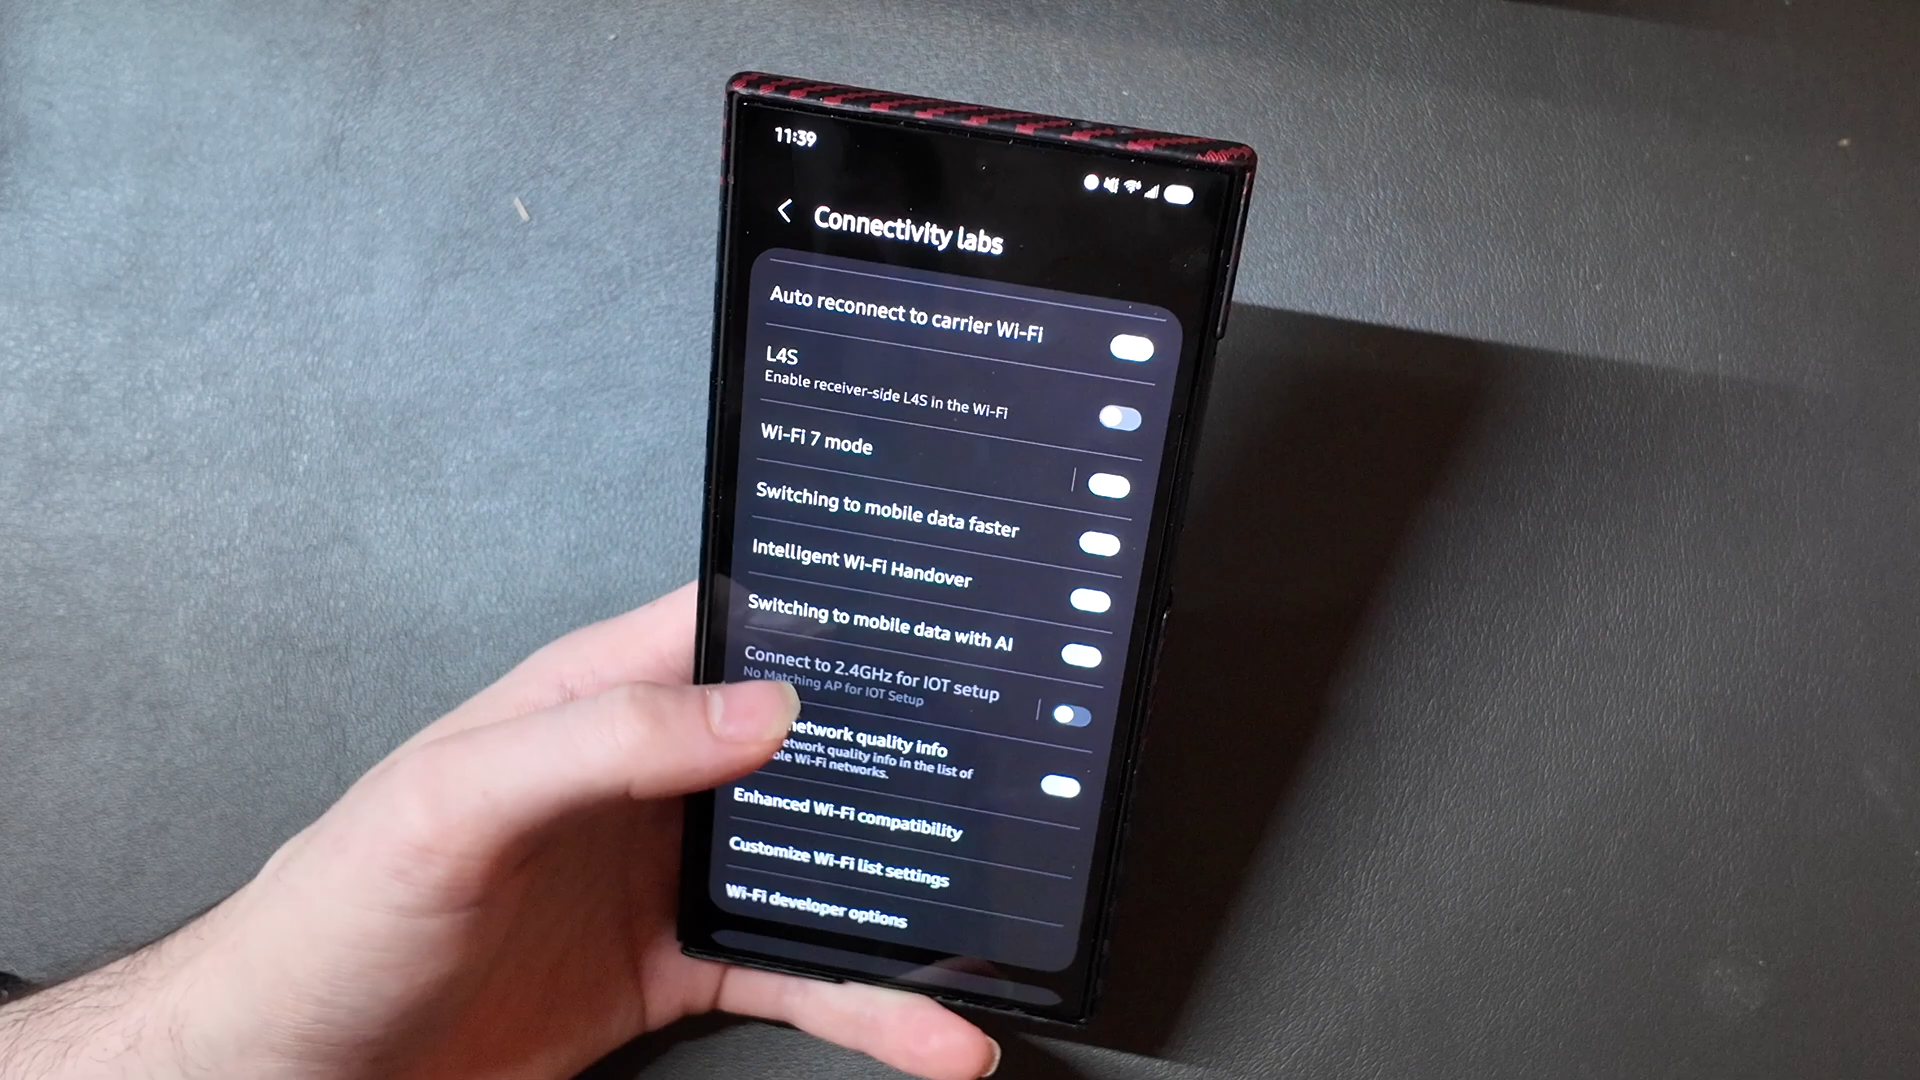 11:39
Connectivity labs
Auto reconnect to carrier Wi-Fi
L4S
Enable receiver-side L4S in the Wi-Fi
Wi-Fi 7 mode
Switching to mobile data faster
Intelligent Wi-Fi Handover
Switching to mobile data with AI
Connect to 2.4GHz for IOT setup
No Matching AP for IOT Setup
network quality info
network quality info in the list of
Wi-Fi networks.
Enhanced Wi-Fi compatibility
Customize Wi-Fi list settings
Wi-Fi developer options